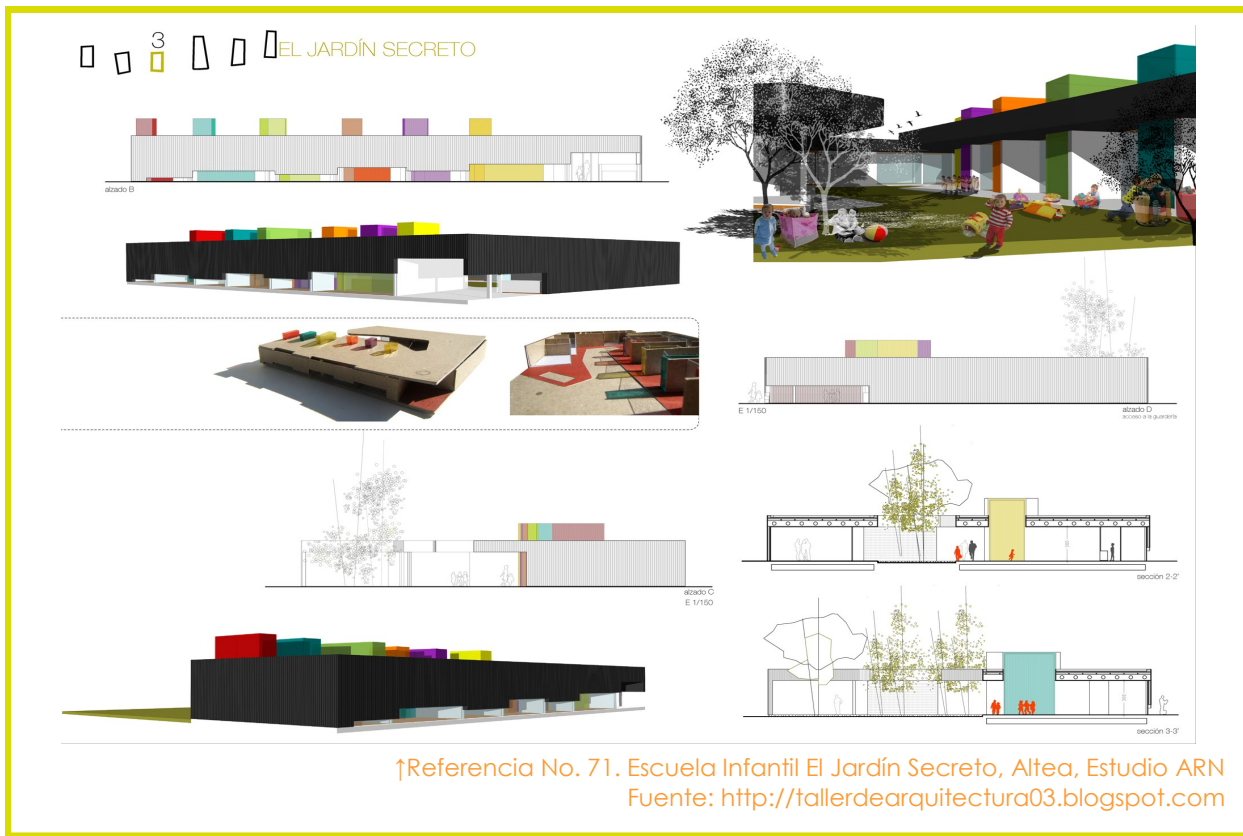 3
EL JARDÍN SECRETO
alzado B
E 1/150
alzado D
acceso a la guardería
alzado C
E 1/150
sección 2-2'
sección 3-3'
↑Referencia No. 71. Escuela Infantil El Jardín Secreto, Altea, Estudio ARN
Fuente: http://tallerdearquitectura03.blogspot.com